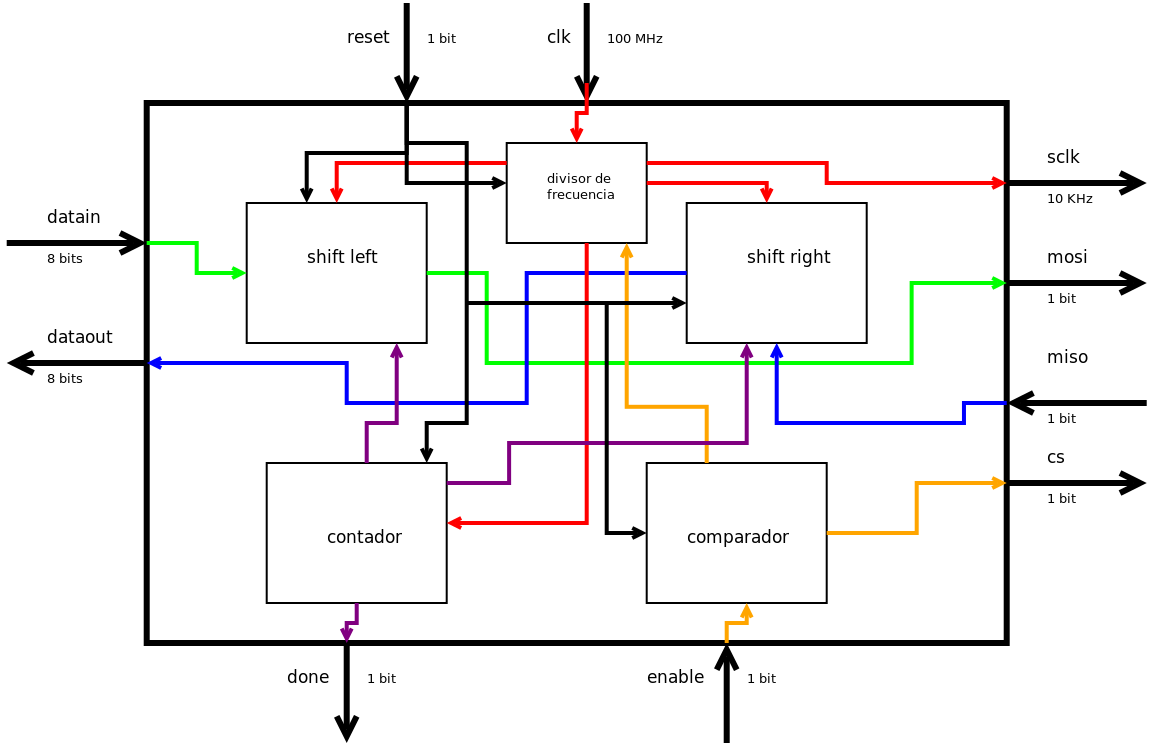 reset 1 bit
clk 100 MHz
sclk
10 KHz
divisor de
frecuencia
datain
8 bits
shift left
shift right
mosi
1 bit
dataout
8 bits
miso
1 bit
cs
1 bit
contador
comparador
done 1 bit
enable 1 bit